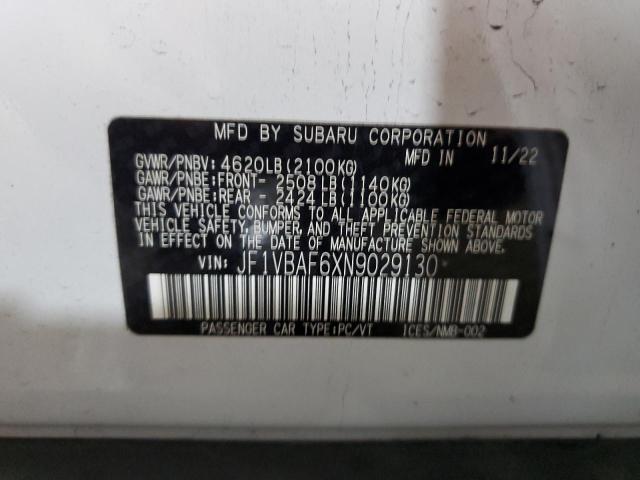 MFD BY SUBARU CORPORATION
GVWR/PNBV: 4620LB(2100KG) MFD IN 11/22
GAWR/PNBE:FRONT- 2508LB(1140KG)
GAWR/PNBE:REAR - 2424LB(1100KG)
THIS VEHICLE CONFORMS TO ALL APPLICABLE FEDERAL MOTOR
VEHICLE SAFETY, BUMPER, AND THEFT PREVENTION STANDARDS
IN EFFECT ON THE DATE OF MANUFACTURE SHOWN ABOVE.
VIN: JF1VBAF6XN9029130
PASSENGER CAR TYPE:PC/VT ICES/NMB-002